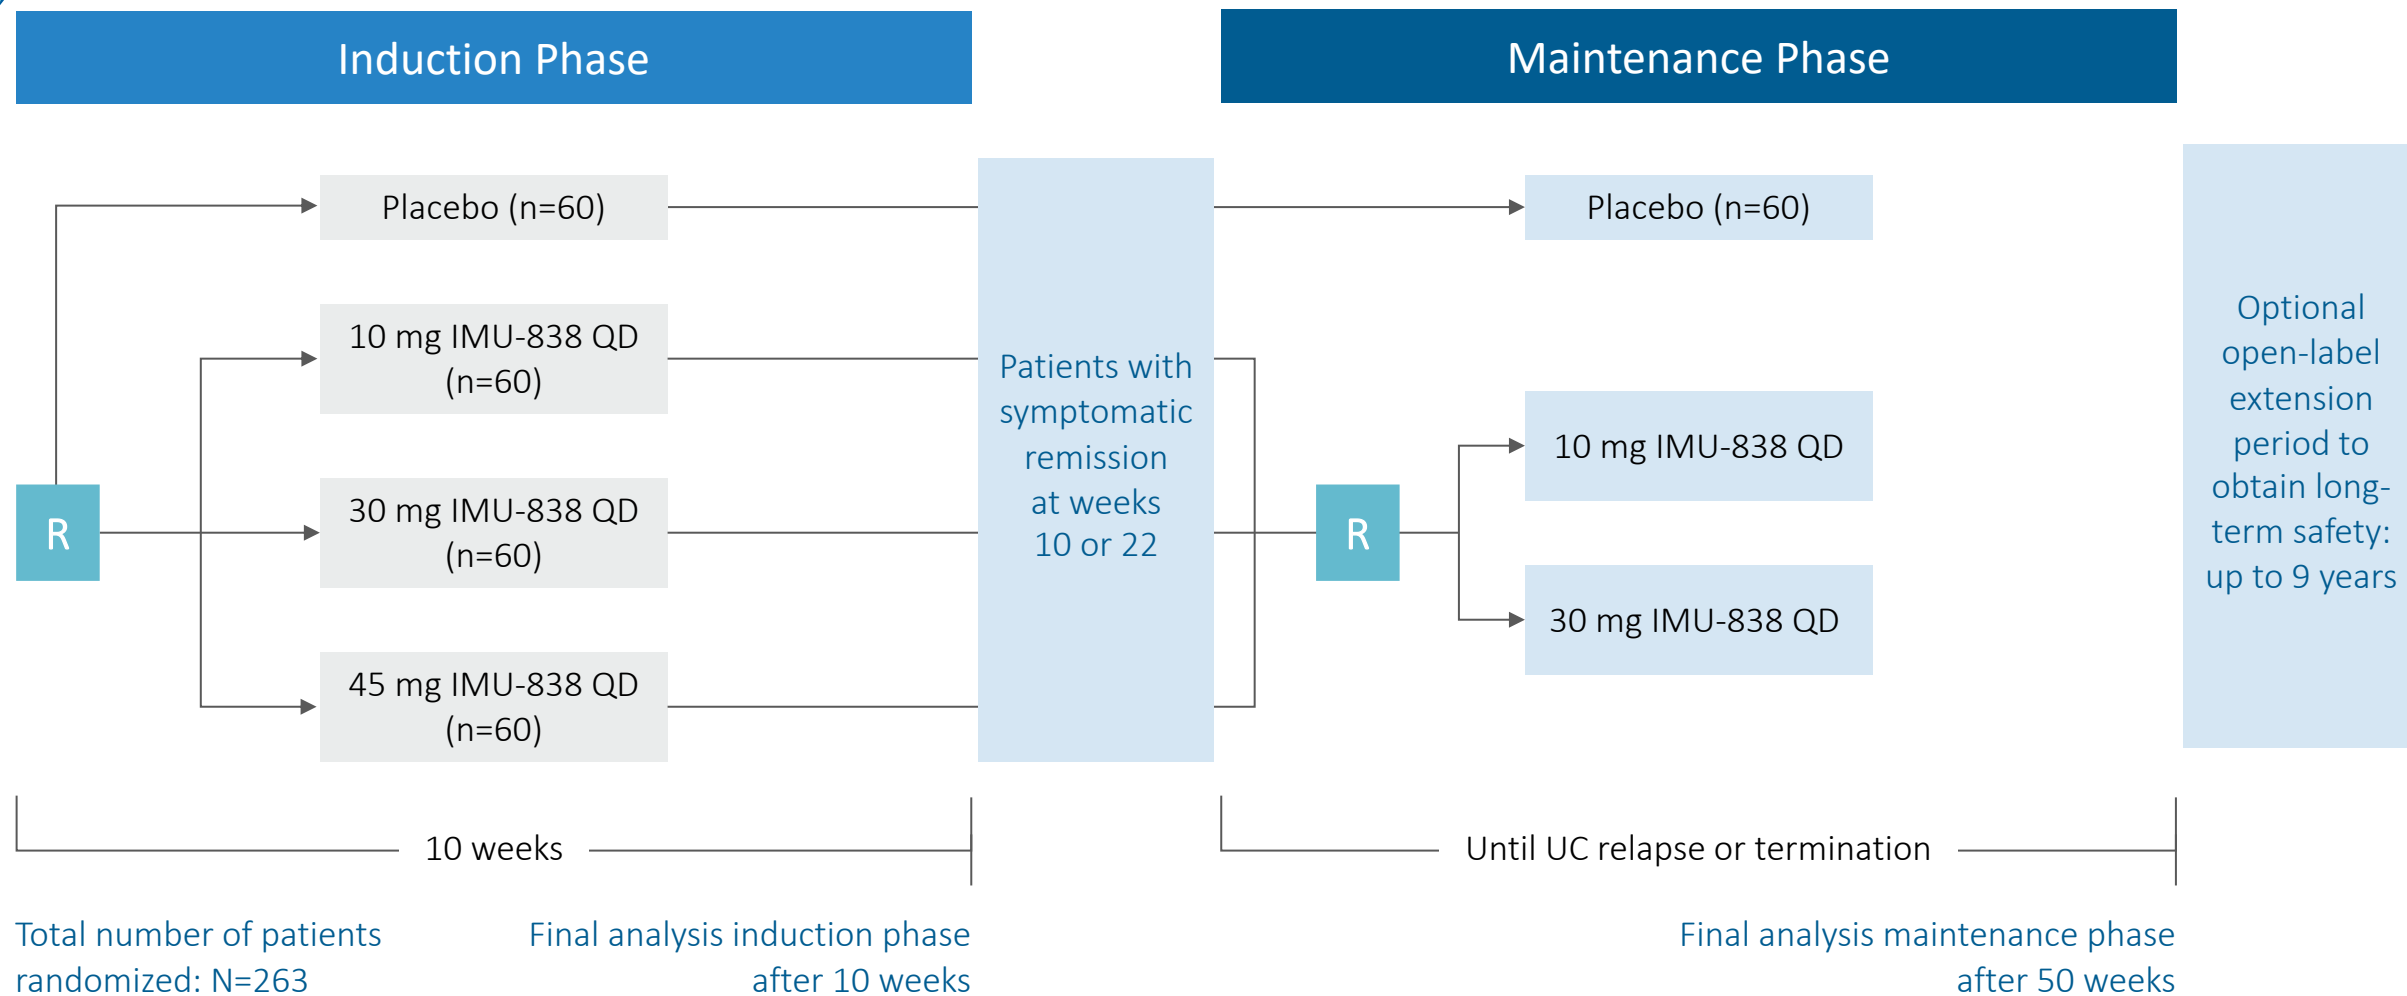 Induction Phase
Maintenance Phase
Placebo (n=60)
10 mg IMU-838 QD
(n=60)
R
30 mg IMU-838 QD
(n=60)
45 mg IMU-838 QD
(n=60)
Patients with
symptomatic
remission
at weeks
10 or 22
Placebo (n=60)
R
10 mg IMU-838 QD
30 mg IMU-838 QD
Optional
open-label
extension
period to
obtain long-
term safety:
up to 9 years
10 weeks
Until UC relapse or termination
Total number of patients
randomized: N=263
Final analysis induction phase
after 10 weeks
Final analysis maintenance phase
after 50 weeks